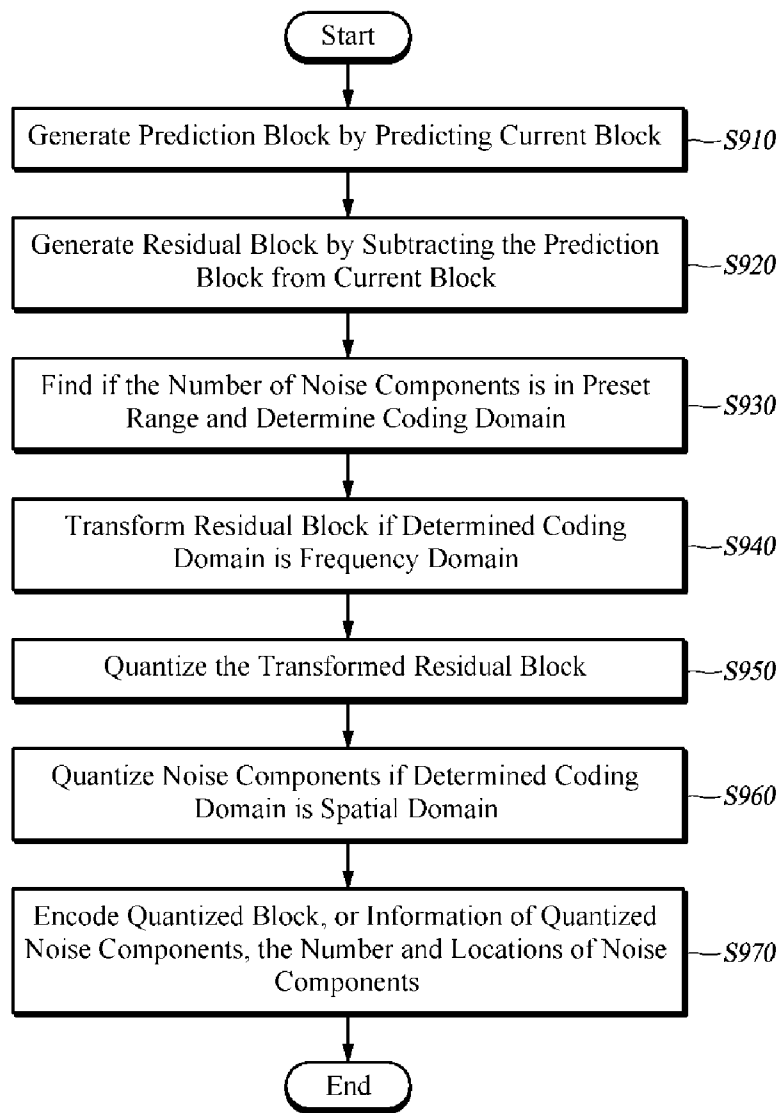 Start
Generate Prediction Block by Predicting Current Block
S910
Generate Residual Block by Subtracting the Prediction
Block from Current Block
S920
Find if the Number of Noise Components is in Preset
Range and Determine Coding Domain
S930
Transform Residual Block if Determined Coding
Domain is Frequency Domain
S940
Quantize the Transformed Residual Block
S950
Quantize Noise Components if Determined Coding
Domain is Spatial Domain
S960
Encode Quantized Block, or Information of Quantized
Noise Components, the Number and Locations of Noise
Components
S970
End